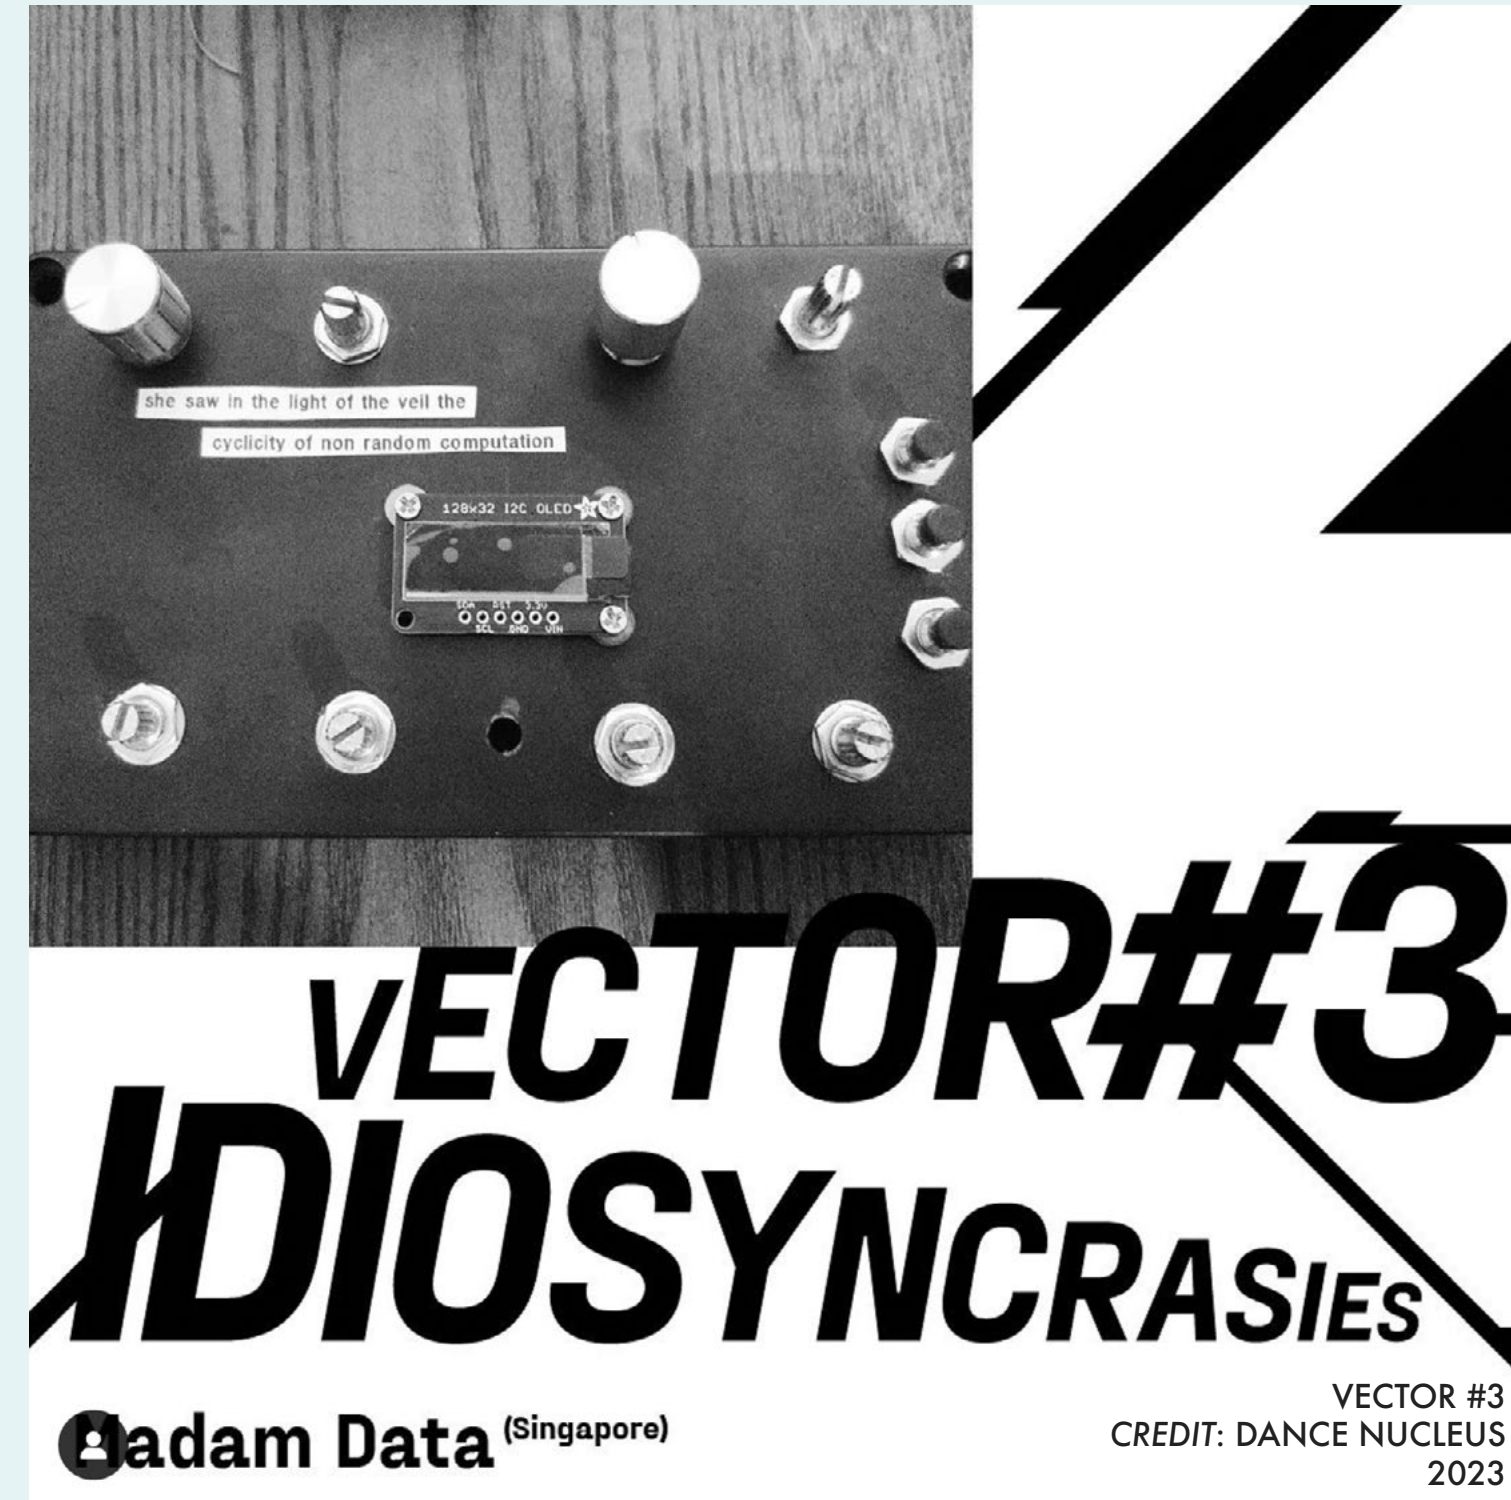 she saw in the light of the veil the
cyclicity of non random computation
128x32 I2C OLED
SDA RST 3.3V
SCL GND VIN
VECTOR#3
IDIOSYNCRASIES
Madam Data (Singapore)
VECTOR #3
CREDIT: DANCE NUCLEUS
2023